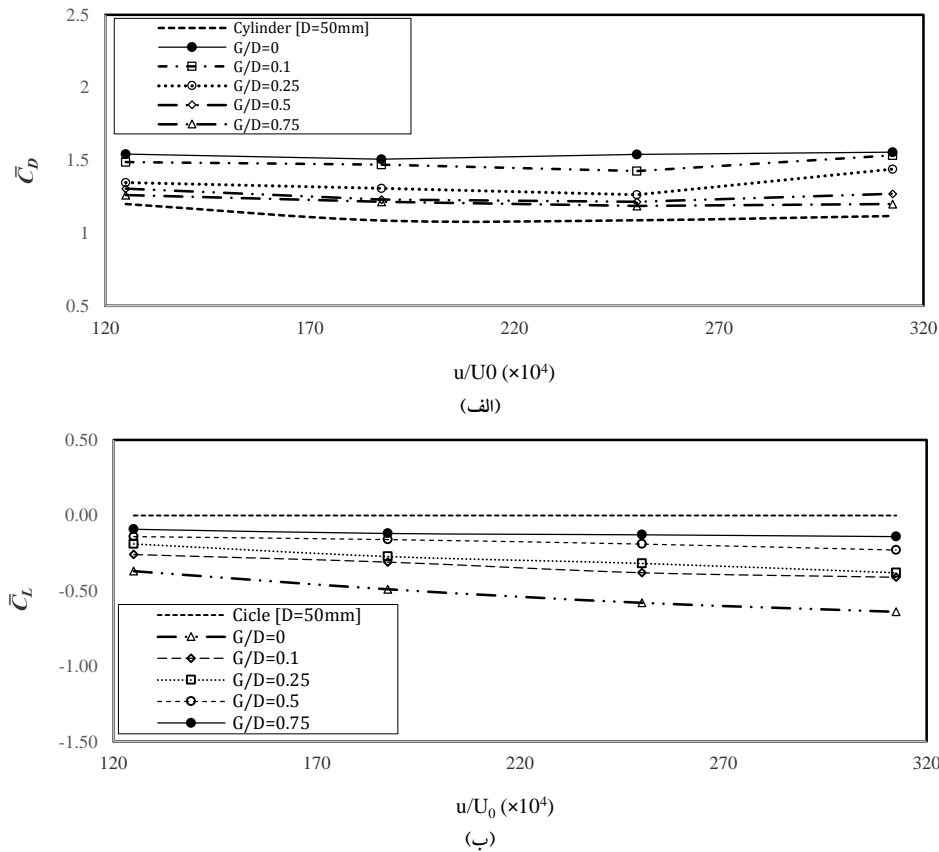 2.5
2
1.5
1
0.5
C̄_D
Cylinder [D=50mm]
G/D=0
G/D=0.1
G/D=0.25
G/D=0.5
G/D=0.75
120 170 220 270 320
u/U0 (×10⁴)
(الف)
0.50
0.00
-0.50
-1.00
-1.50
C̄_L
Cicle [D=50mm]
G/D=0
G/D=0.1
G/D=0.25
G/D=0.5
G/D=0.75
120 170 220 270 320
u/U₀ (×10⁴)
(ب)